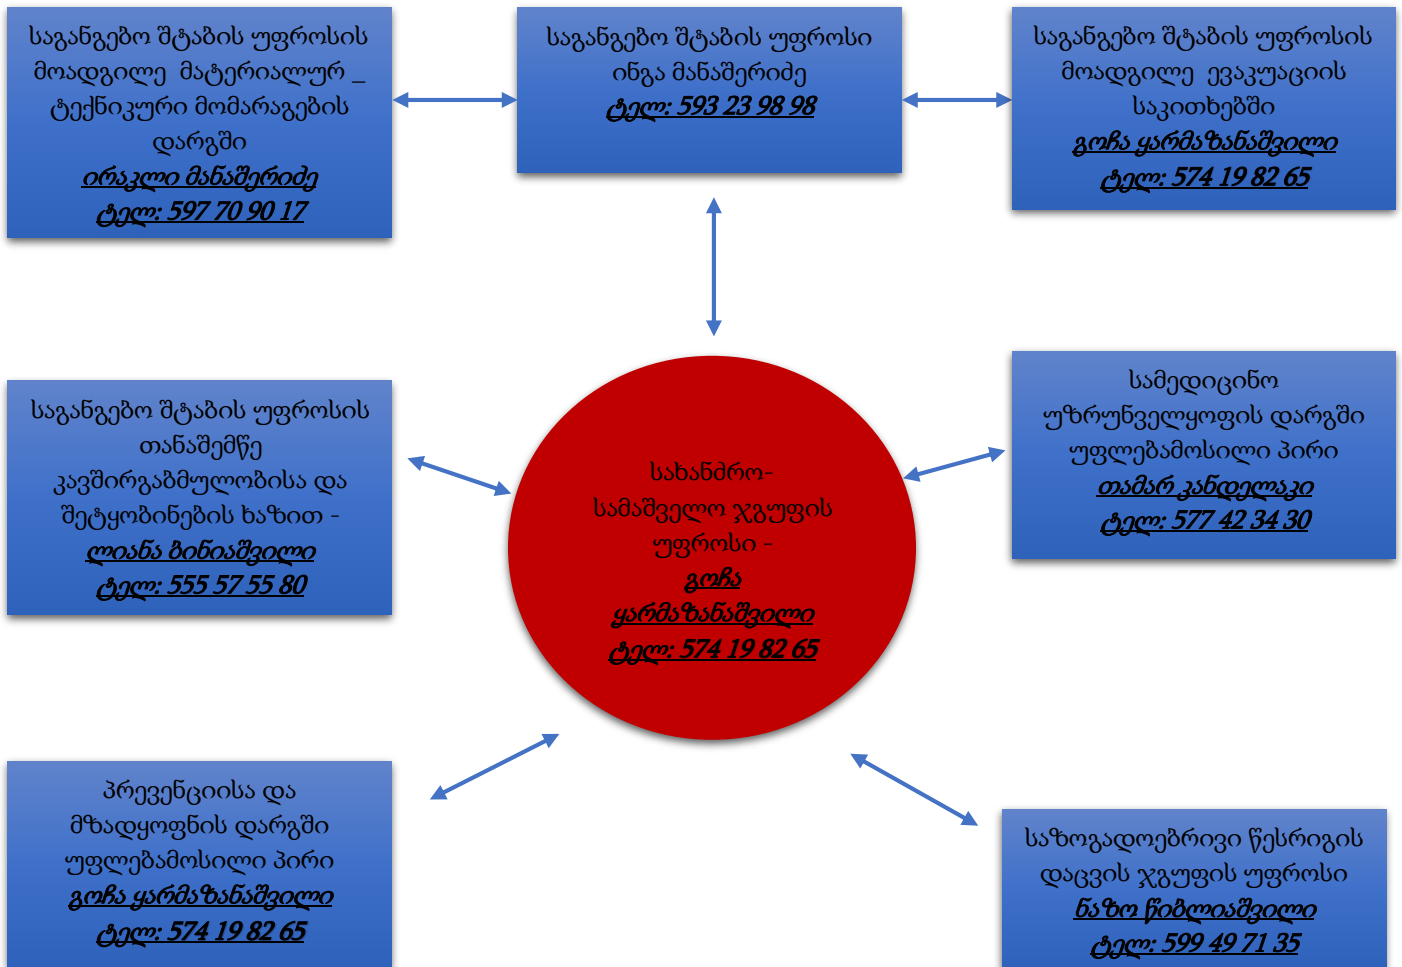 საგანგებო შტაბის უფროსის
მოადგილე  მატერიალურ _
ტექნიკური მომარაგების
დარგში
ირაკლი მანაშერიძე
ტელ: 597 70 90 17
საგანგებო შტაბის უფროსი
ინგა მანაშერიძე
ტელ: 593 23 98 98
საგანგებო შტაბის უფროსის
მოადგილე  ევაკუაციის
საკითხებში
გოჩა ყარმაზანაშვილი
ტელ: 574 19 82 65
საგანგებო შტაბის უფროსის
თანაშემწე
კავშირგაბმულობისა და
შეტყობინების ხაზით -
ლიანა ბინიაშვილი
ტელ: 555 57 55 80
სახანძრო-
სამაშველო ჯგუფის
უფროსი -
გოჩა
ყარმაზანაშვილი
ტელ: 574 19 82 65
სამედიცინო
უზრუნველყოფის დარგში
უფლებამოსილი პირი
თამარ კანდელაკი
ტელ: 577 42 34 30
პრევენციისა და
მზადყოფნის დარგში
უფლებამოსილი პირი
გოჩა ყარმაზანაშვილი
ტელ: 574 19 82 65
საზოგადოებრივი წესრიგის
დაცვის ჯგუფის უფროსი
ნაზო წიბლიაშვილი
ტელ: 599 49 71 35